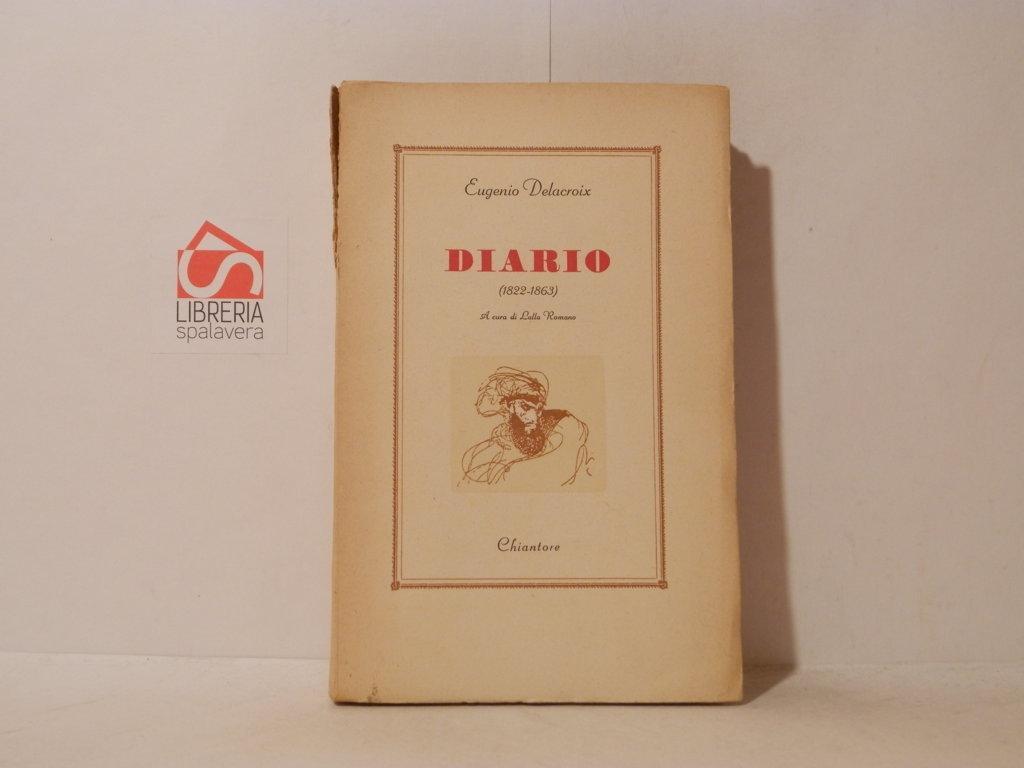 LIBRERIA
spalavera
Eugenio Delacroix
DIARIO
(1822-1863)
A cura di Lalla Romano
Chiantore